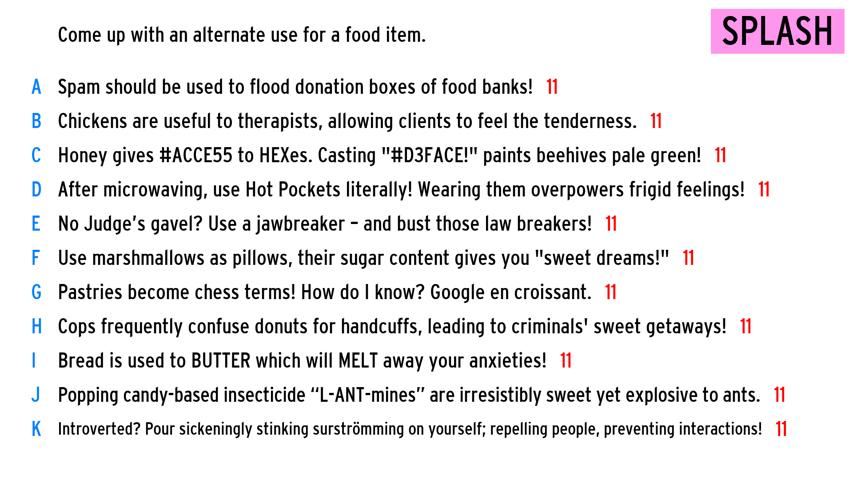 Come up with an alternate use for a food item.
SPLASH
A Spam should be used to flood donation boxes of food banks! 11
B Chickens are useful to therapists, allowing clients to feel the tenderness. 11
C Honey gives #ACCE55 to HEXes. Casting "#D3FACE!" paints beehives pale green! 11
D After microwaving, use Hot Pockets literally! Wearing them overpowers frigid feelings! 11
E No Judge’s gavel? Use a jawbreaker – and bust those law breakers! 11
F Use marshmallows as pillows, their sugar content gives you "sweet dreams!" 11
G Pastries become chess terms! How do I know? Google en croissant. 11
H Cops frequently confuse donuts for handcuffs, leading to criminals' sweet getaways! 11
I Bread is used to BUTTER which will MELT away your anxieties! 11
J Popping candy-based insecticide “L-ANT-mines” are irresistibly sweet yet explosive to ants. 11
K Introverted? Pour sickeningly stinking surströmming on yourself; repelling people, preventing interactions! 11